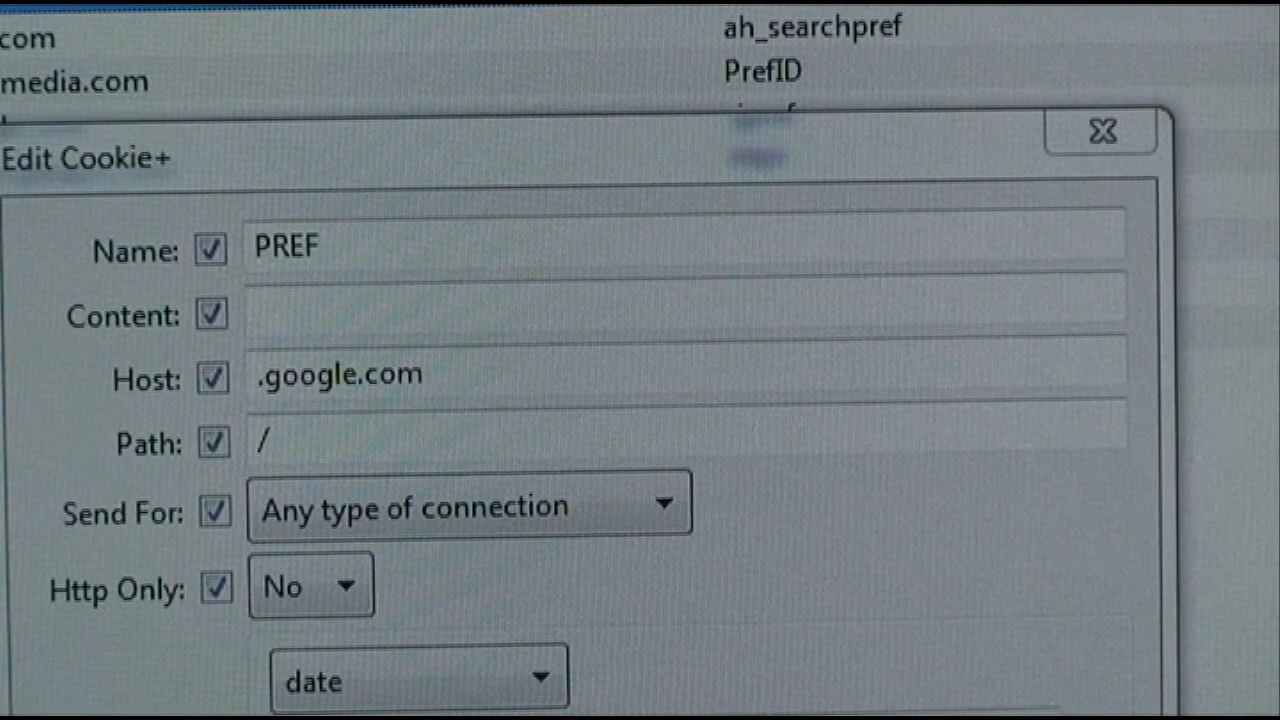 com ah_searchpref
media.com PrefID
Edit Cookie+
Name: PREF
Content:
Host: .google.com
Path: /
Send For: Any type of connection
Http Only: No
date